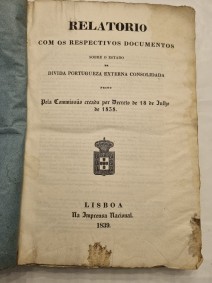 RELATORIO
COM OS RESPECTIVOS DOCUMENTOS
SOBRE O ESTADO
DA
DIVIDA PORTUGUEZA EXTERNA CONSOLIDADA
FEITO
Pela Commissão creada por Decreto de 18 de Julho
de 1838.
LISBOA
Na Imprensa Nacional.
1839.